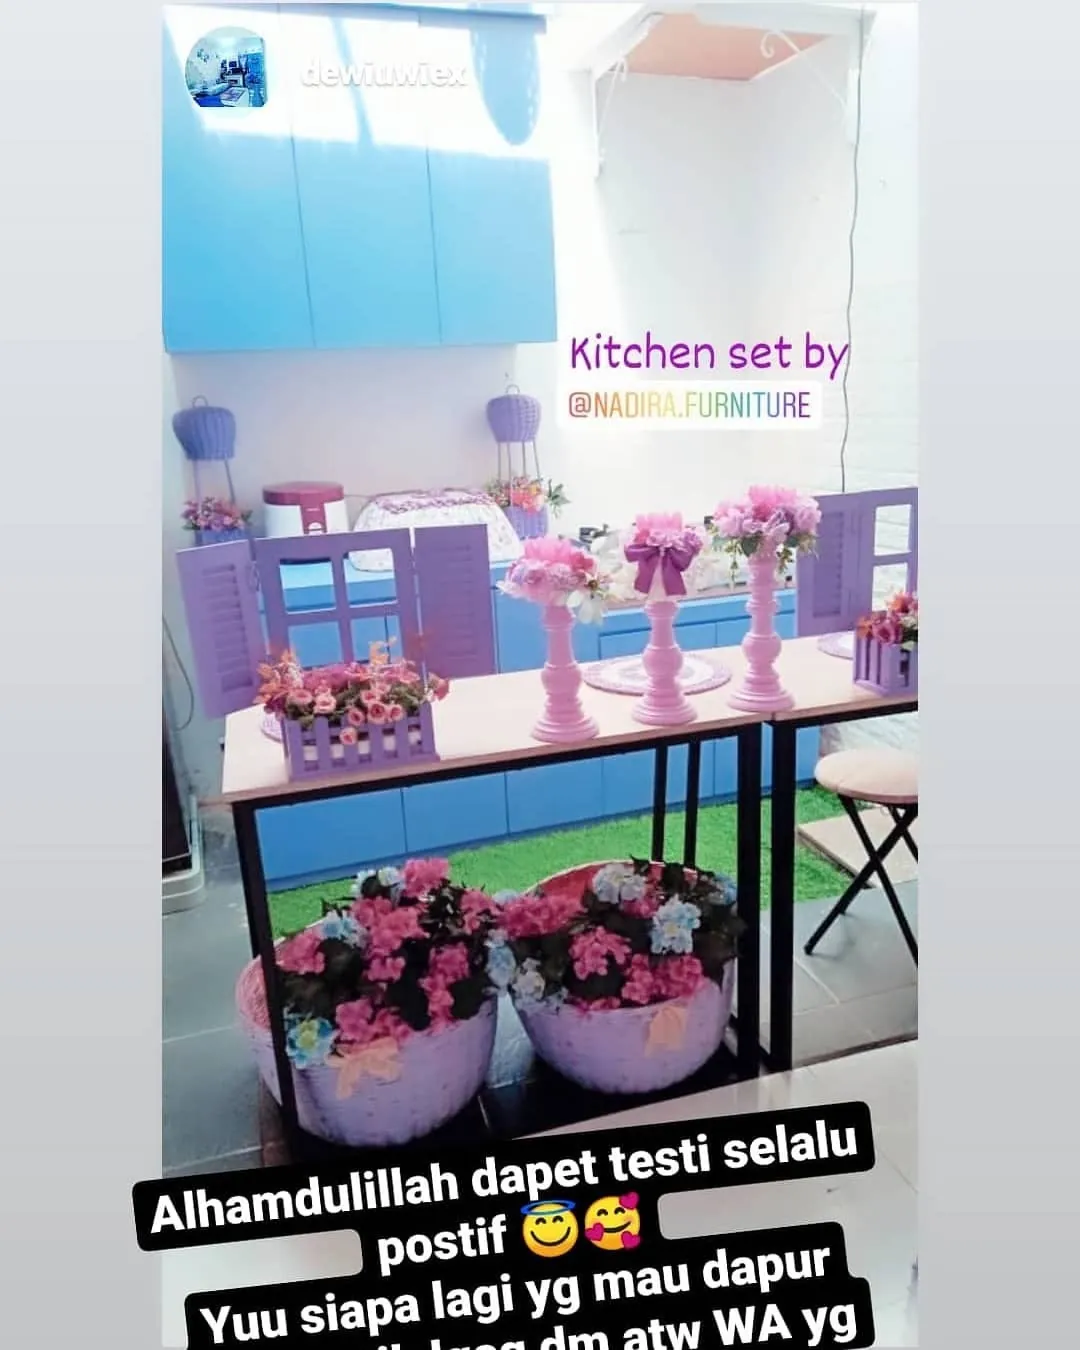 dewiuwiex
Kitchen set by
@NADIRA.FURNITURE
Alhamdulillah dapet testi selalu
postif 😇🥰
Yuu siapa lagi yg mau dapur
dm atw WA yg